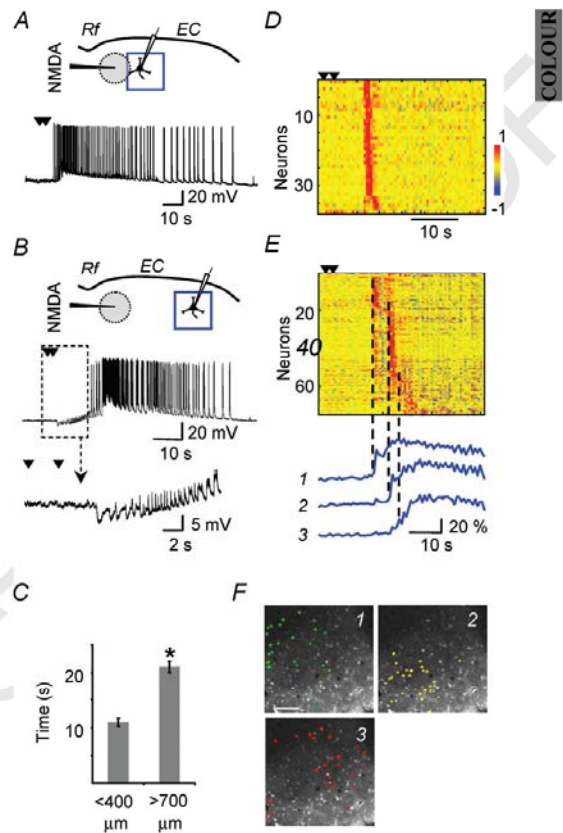 A
Rf
EC
NMDA
20 mV
10 s
B
Rf
EC
NMDA
20 mV
10 s
5 mV
2 s
C
Time (s)
20
10
*
<400 µm
>700 µm
D
COLOUR
Neurons
10
30
1
-1
10 s
E
Neurons
20
40
60
1
2
3
20 %
10 s
F
1
2
3